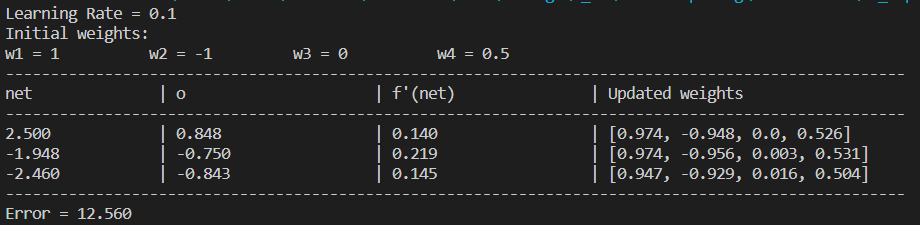 Learning Rate = 0.1
Initial weights:
w1 = 1 w2 = -1 w3 = 0 w4 = 0.5
----------------------------------------------------------------------------------------------------
net | o | f'(net) | Updated weights
----------------------------------------------------------------------------------------------------
2.500 | 0.848 | 0.140 | [0.974, -0.948, 0.0, 0.526]
-1.948 | -0.750 | 0.219 | [0.974, -0.956, 0.003, 0.531]
-2.460 | -0.843 | 0.145 | [0.947, -0.929, 0.016, 0.504]
----------------------------------------------------------------------------------------------------
Error = 12.560